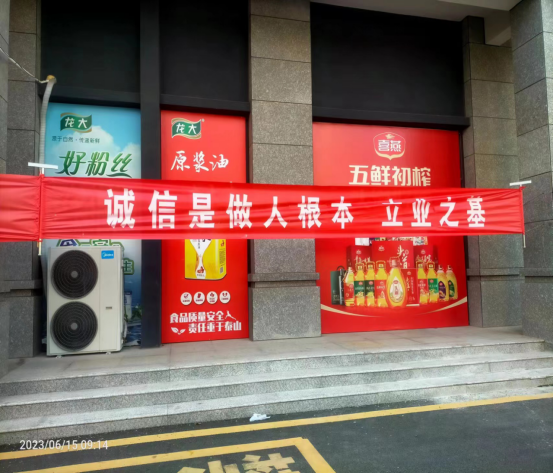 龙大
好粉丝
龙大
原浆油
喜燕
五鲜初榨
诚信是做人根本 立业之基
Midea
食品质量安全
责任重于泰山
2023/06/15 09:14